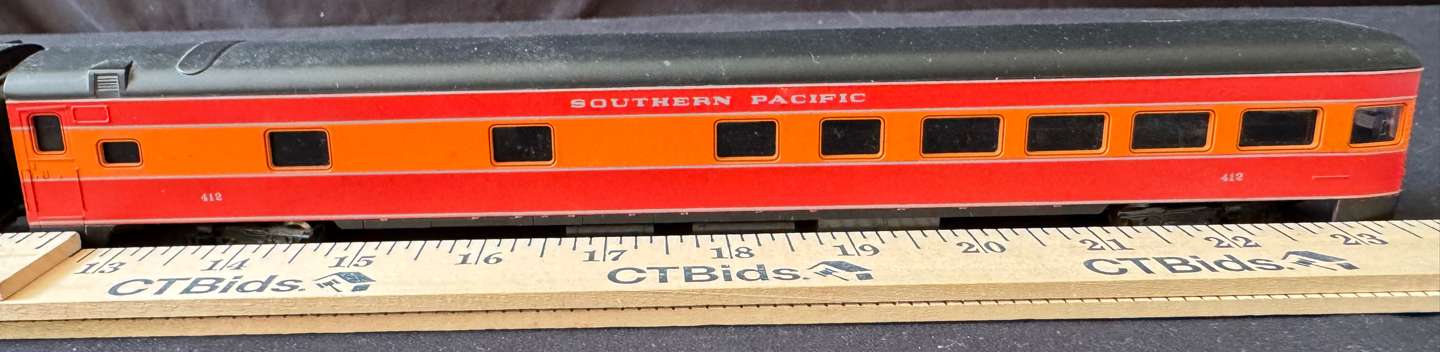 SOUTHERN PACIFIC
412
412
13 14 15 16 17 18 19 20 21 22 23
CTBids. CTBids. CTBids.